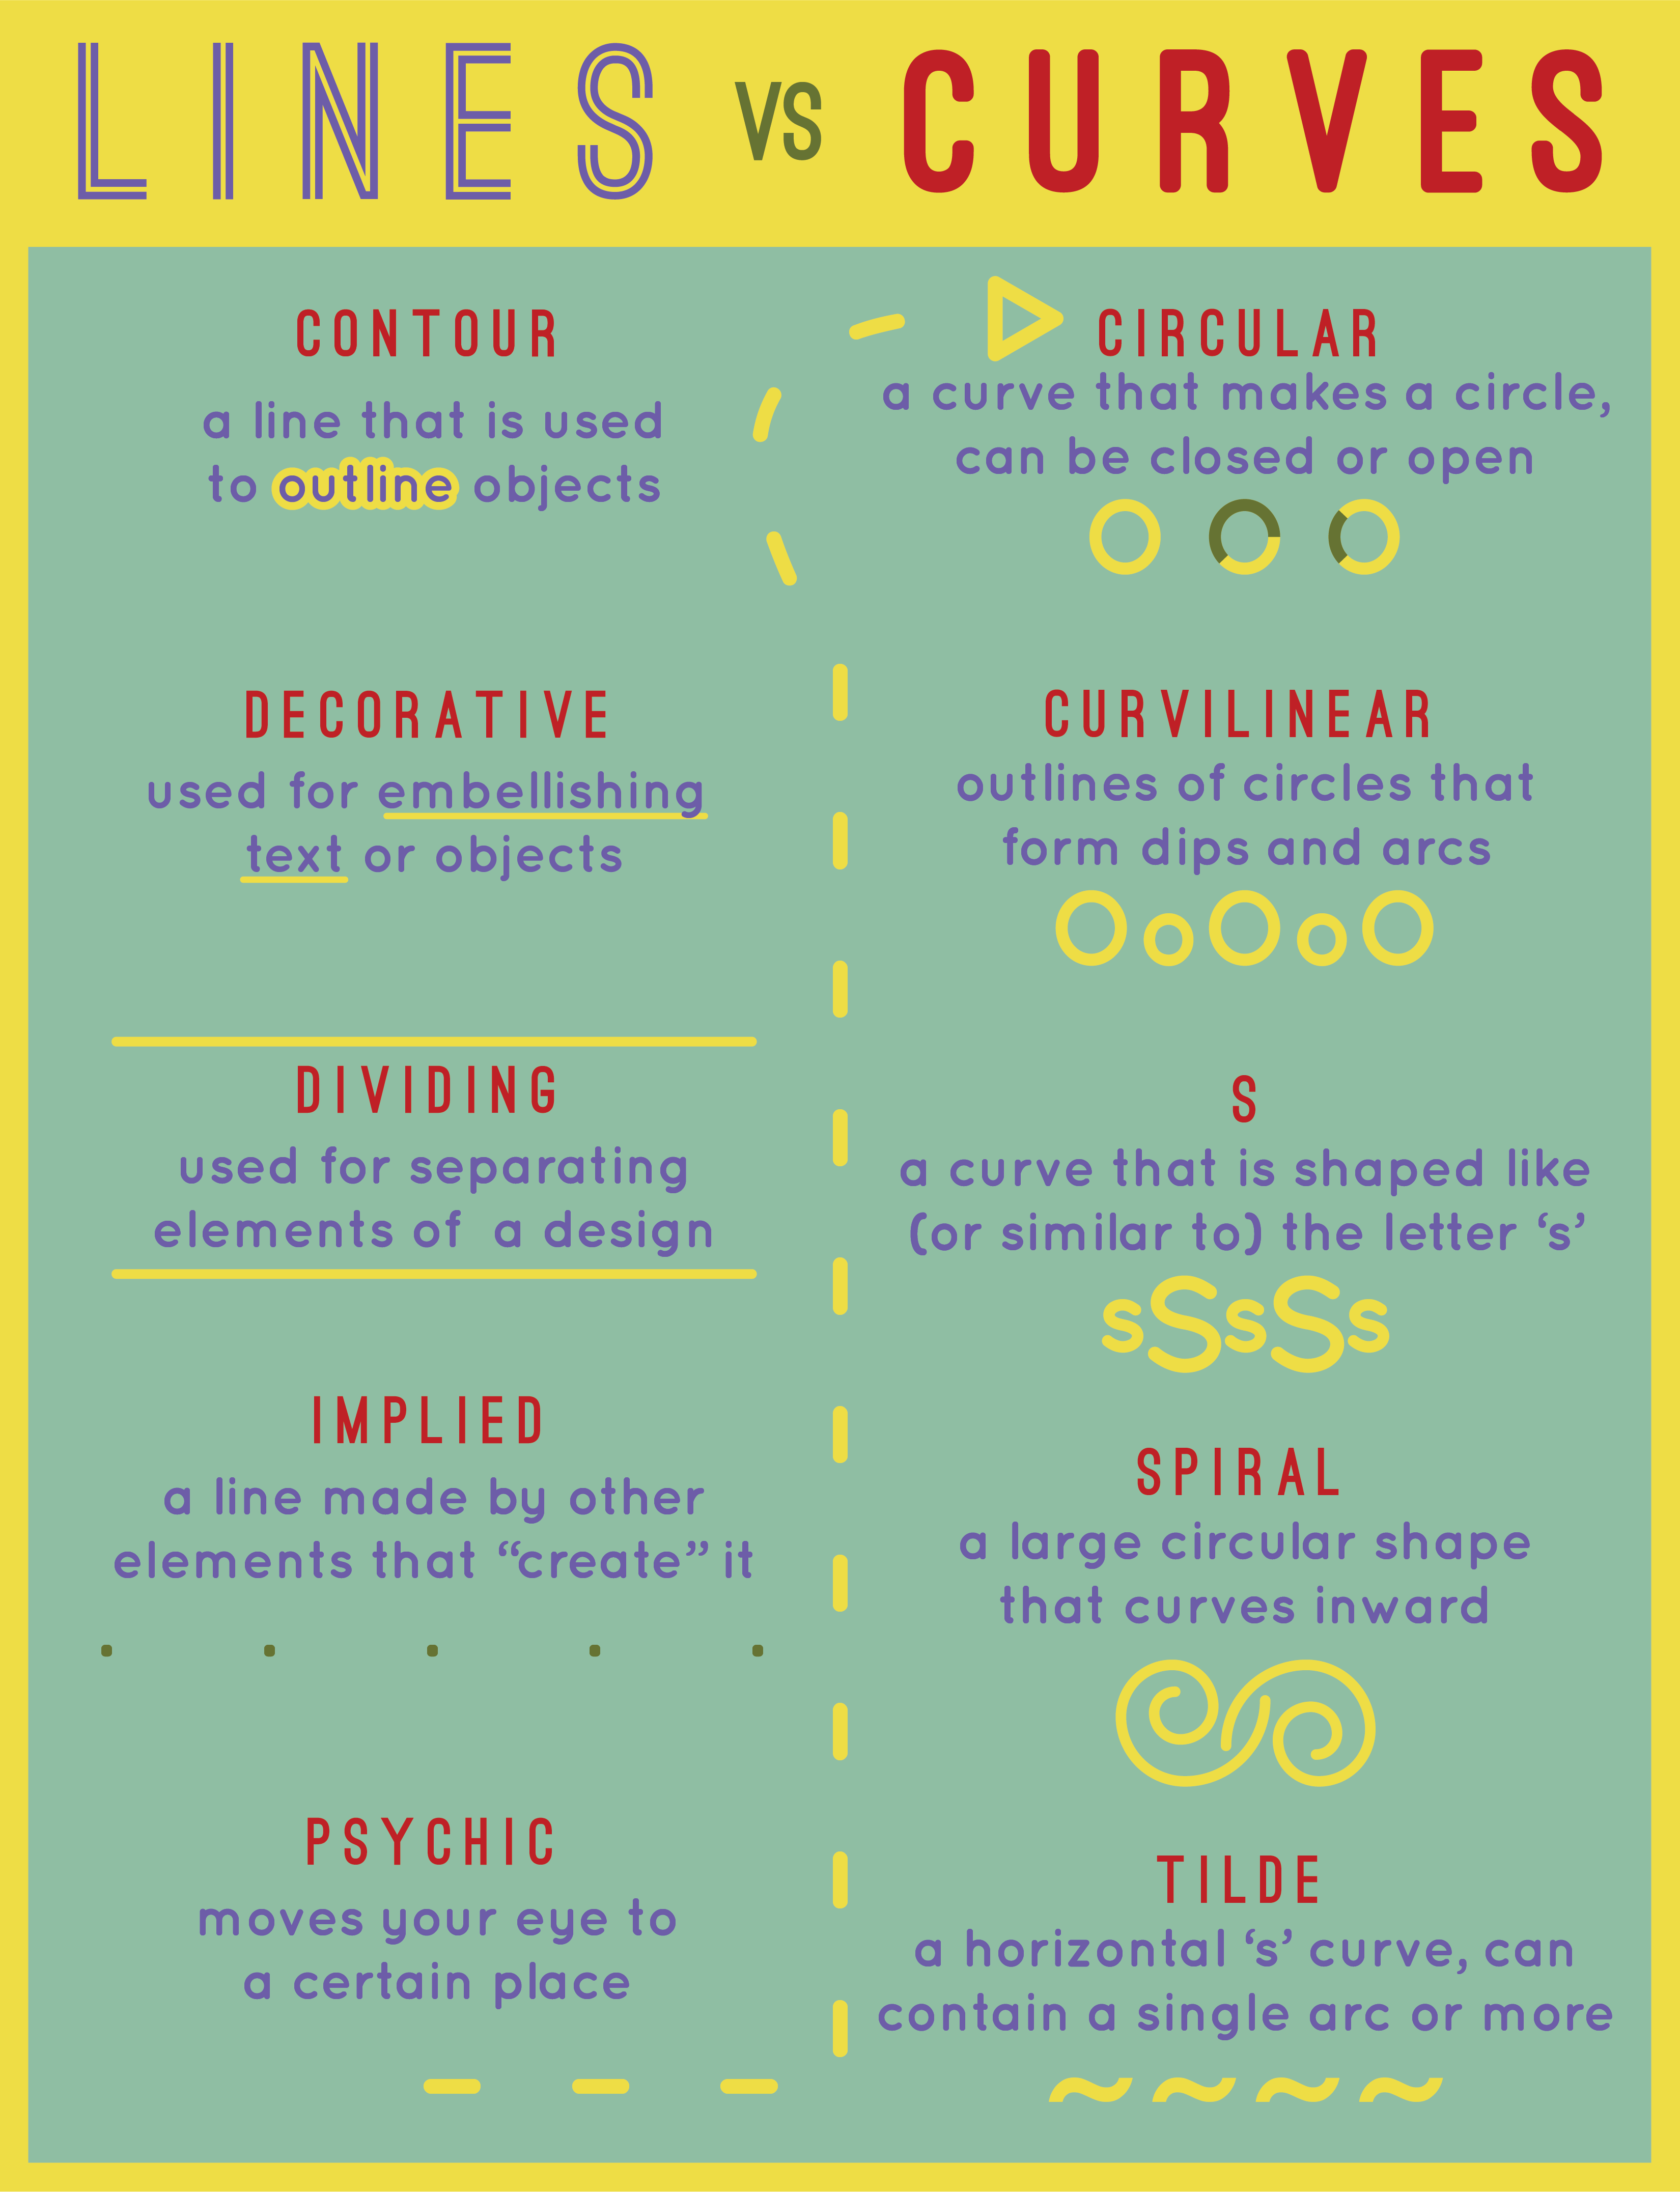 LINES VS CURVES
CONTOUR
a line that is used
to outline objects
DECORATIVE
used for embellishing
text or objects
DIVIDING
used for separating
elements of a design
IMPLIED
a line made by other
elements that “create” it
PSYCHIC
moves your eye to
a certain place
CIRCULAR
a curve that makes a circle,
can be closed or open
CURVILINEAR
outlines of circles that
form dips and arcs
S
a curve that is shaped like
(or similar to) the letter ‘s’
sSsSs
SPIRAL
a large circular shape
that curves inward
TILDE
a horizontal ‘s’ curve, can
contain a single arc or more
~ ~ ~ ~